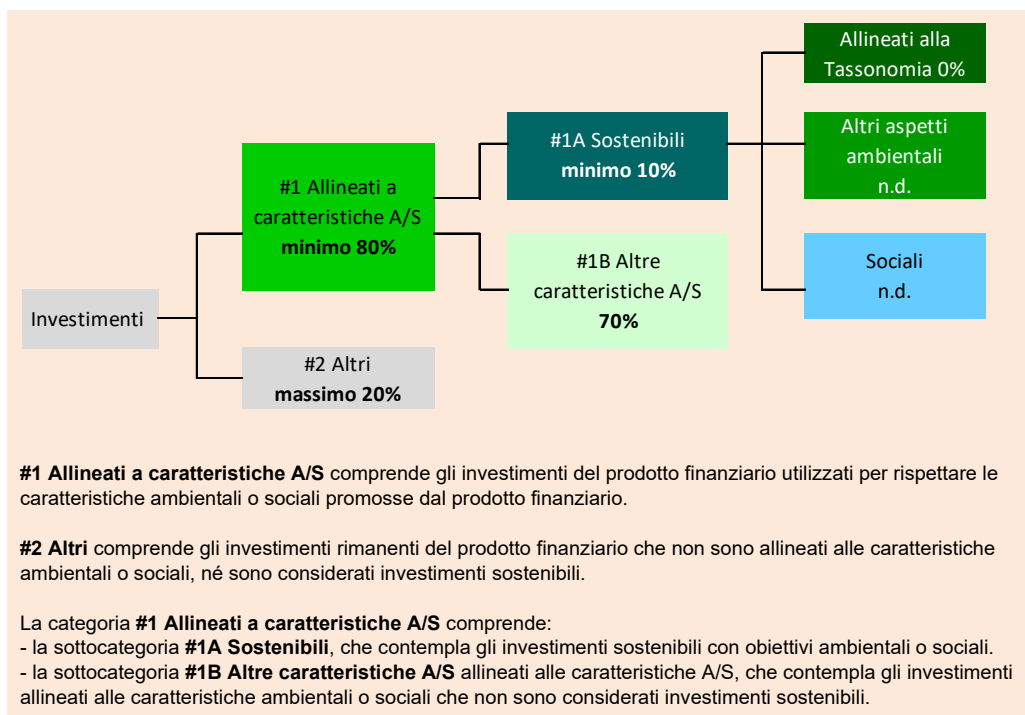 Allineati alla
Tassonomia 0%
#1A Sostenibili
minimo 10%
Altri aspetti
ambientali
n.d.
#1 Allineati a
caratteristiche A/S
minimo 80%
#1B Altre
caratteristiche A/S
70%
Sociali
n.d.
Investimenti
#2 Altri
massimo 20%
#1 Allineati a caratteristiche A/S comprende gli investimenti del prodotto finanziario utilizzati per rispettare le
caratteristiche ambientali o sociali promosse dal prodotto finanziario.
#2 Altri comprende gli investimenti rimanenti del prodotto finanziario che non sono allineati alle caratteristiche
ambientali o sociali, né sono considerati investimenti sostenibili.
La categoria #1 Allineati a caratteristiche A/S comprende:
- la sottocategoria #1A Sostenibili, che contempla gli investimenti sostenibili con obiettivi ambientali o sociali.
- la sottocategoria #1B Altre caratteristiche A/S allineati alle caratteristiche A/S, che contempla gli investimenti
allineati alle caratteristiche ambientali o sociali che non sono considerati investimenti sostenibili.